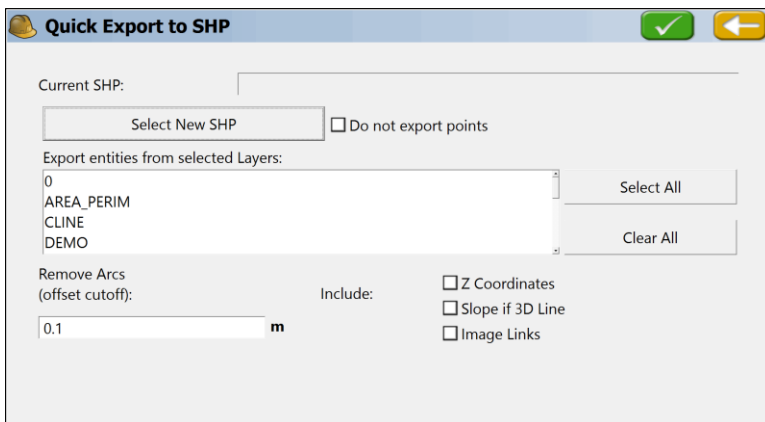 Quick Export to SHP
Current SHP:
Select New SHP
Do not export points
Export entities from selected Layers:
0
AREA_PERIM
CLINE
DEMO
Select All
Clear All
Remove Arcs
(offset cutoff):
0.1 m
Include:
Z Coordinates
Slope if 3D Line
Image Links